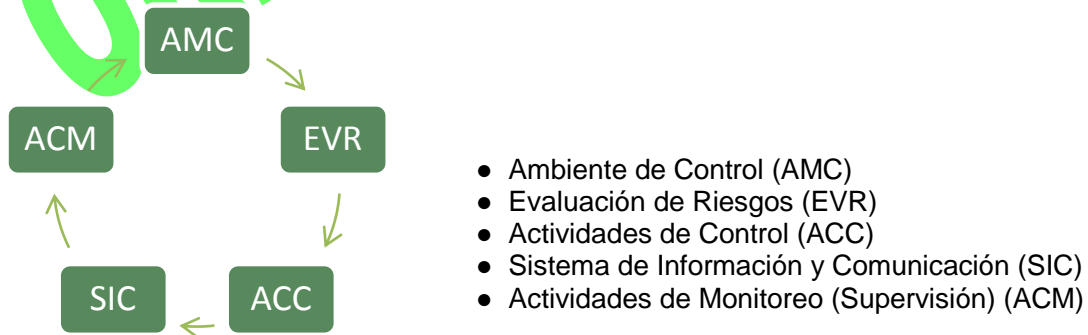 AMC
ACM
EVR
SIC
ACC
● Ambiente de Control (AMC)
● Evaluación de Riesgos (EVR)
● Actividades de Control (ACC)
● Sistema de Información y Comunicación (SIC)
● Actividades de Monitoreo (Supervisión) (ACM)